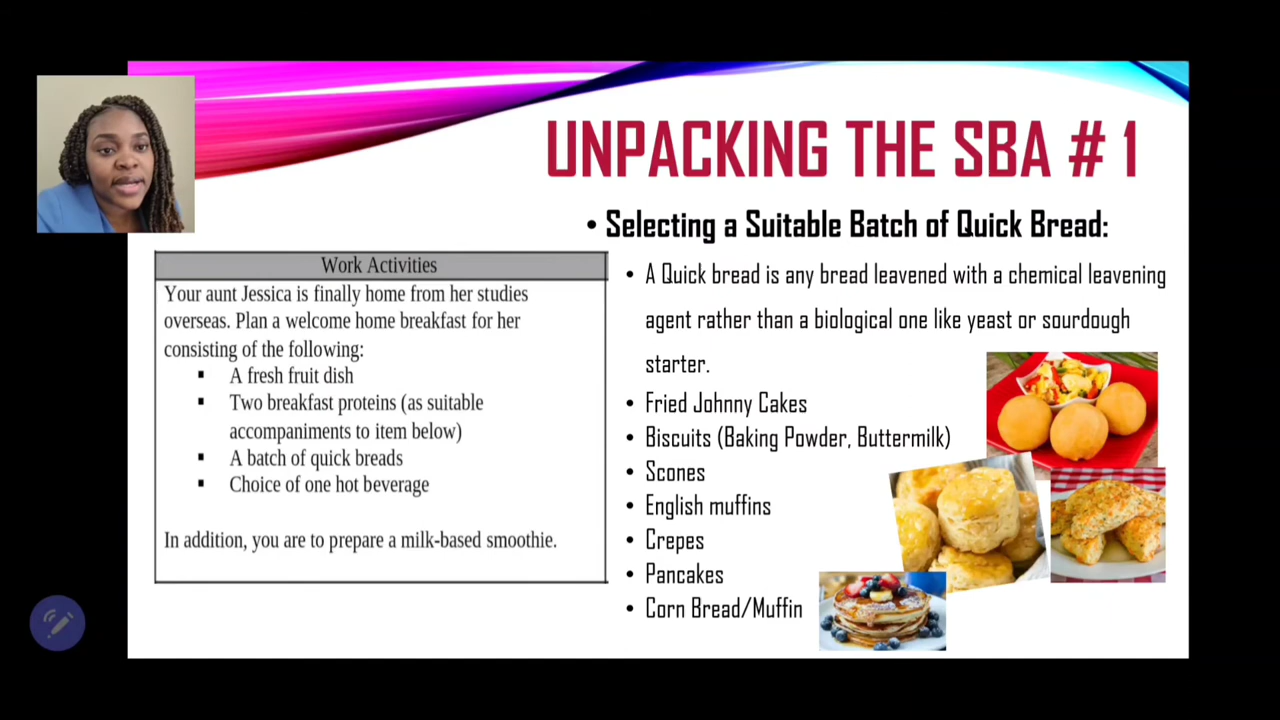 UNPACKING THE SBA # 1
• Selecting a Suitable Batch of Quick Bread:
Work Activities
Your aunt Jessica is finally home from her studies
overseas. Plan a welcome home breakfast for her
consisting of the following:
▪ A fresh fruit dish
▪ Two breakfast proteins (as suitable
accompaniments to item below)
▪ A batch of quick breads
▪ Choice of one hot beverage
In addition, you are to prepare a milk-based smoothie.
• A Quick bread is any bread leavened with a chemical leavening
agent rather than a biological one like yeast or sourdough
starter.
• Fried Johnny Cakes
• Biscuits (Baking Powder, Buttermilk)
• Scones
• English muffins
• Crepes
• Pancakes
• Corn Bread/Muffin